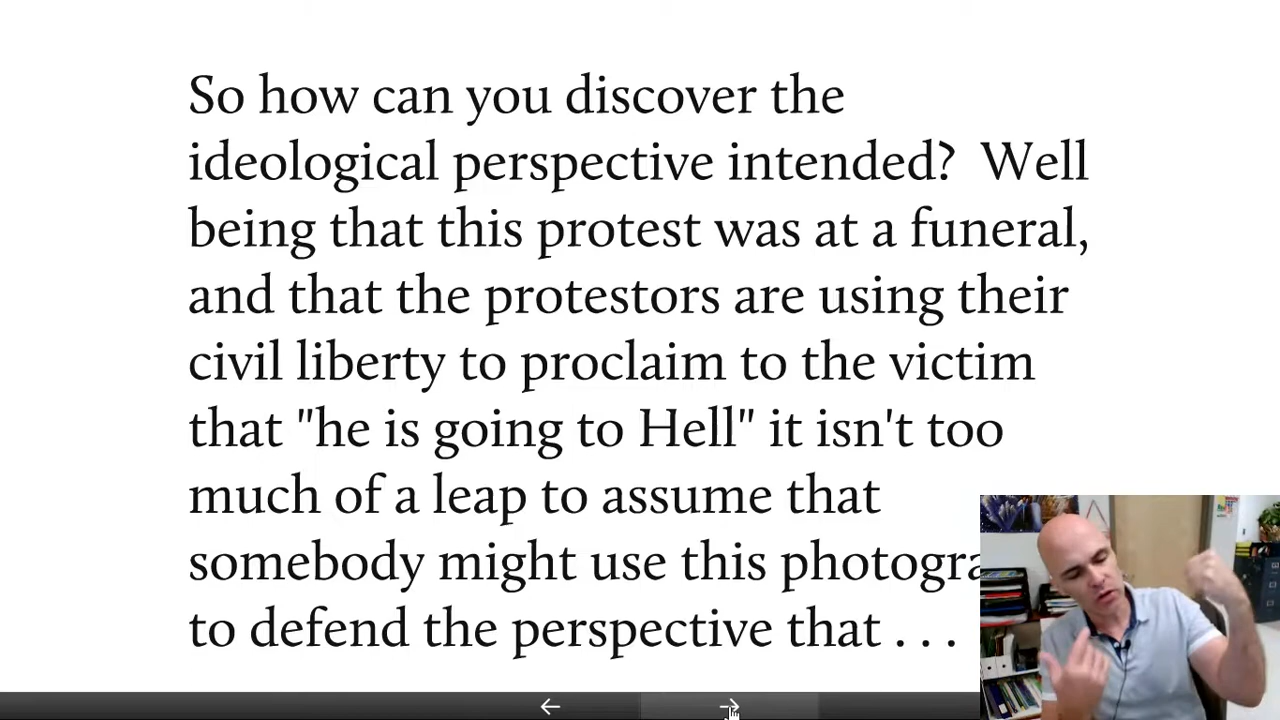 So how can you discover the
ideological perspective intended?  Well
being that this protest was at a funeral,
and that the protestors are using their
civil liberty to proclaim to the victim
that "he is going to Hell" it isn't too
much of a leap to assume that
somebody might use this
to defend the perspective that . . .